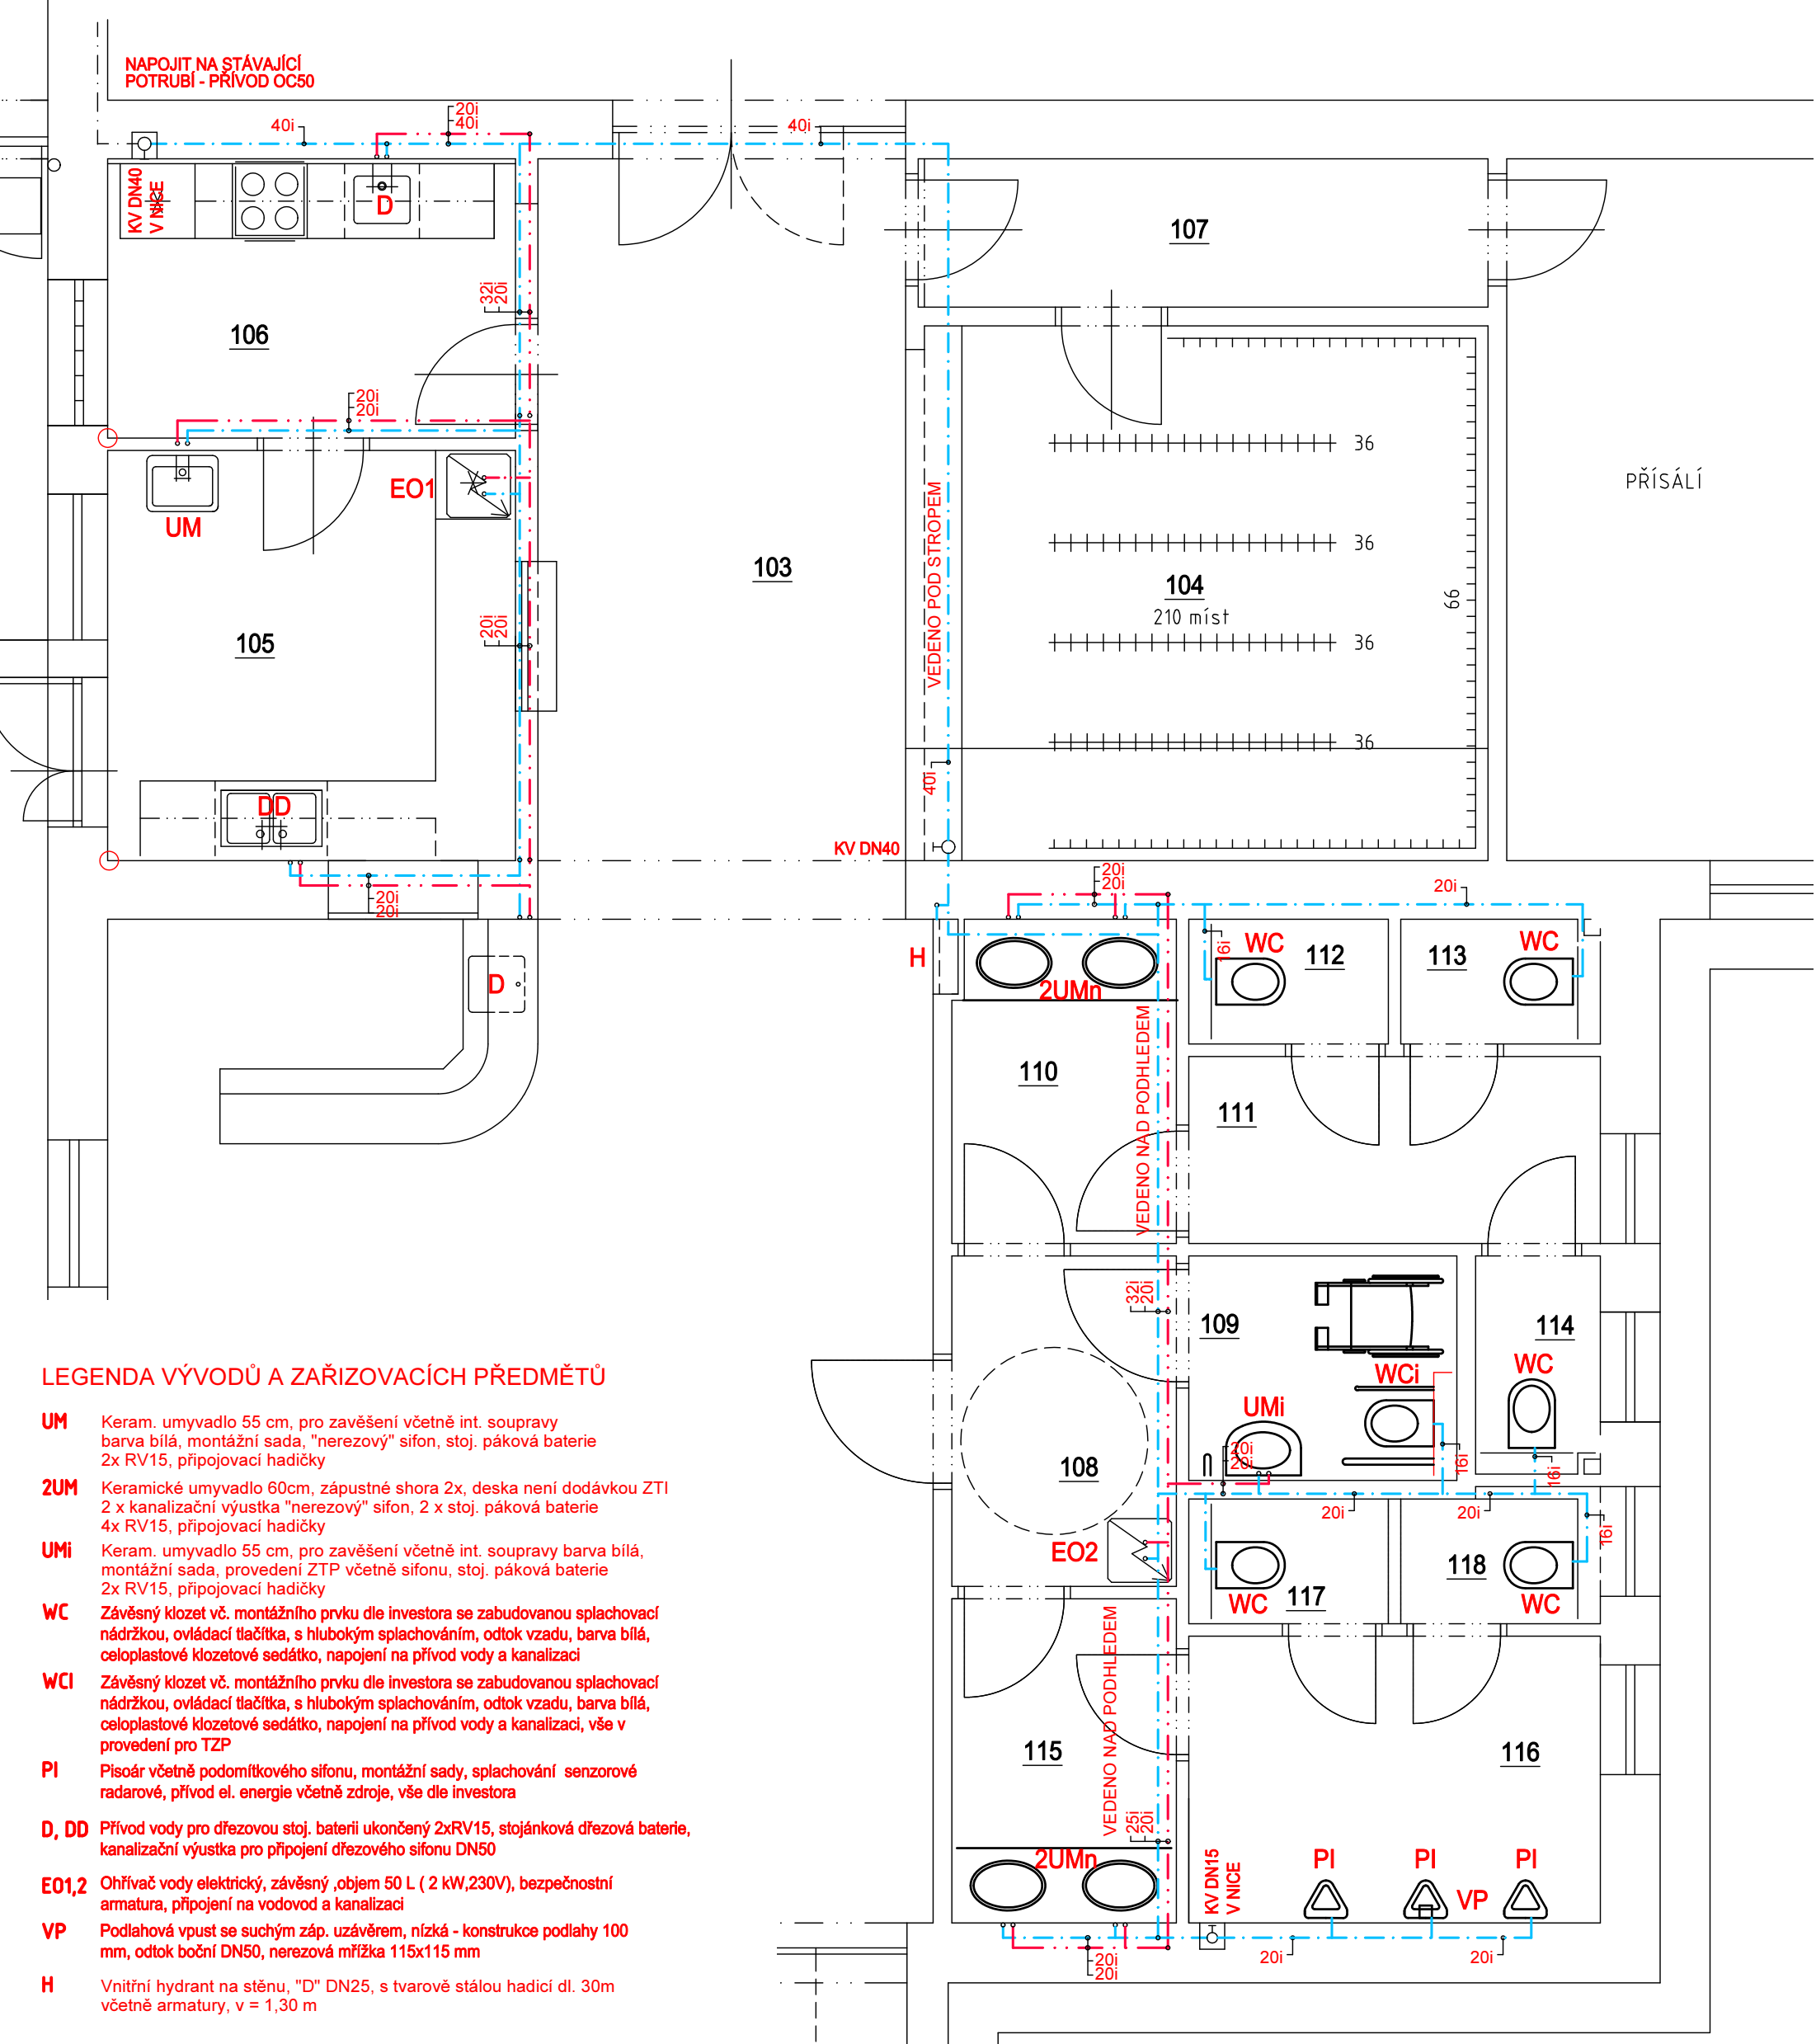 NAPOJIT NA STÁVAJÍCÍ
POTRUBÍ - PŘÍVOD OC50
40i
20i
40i
40i
KV DN40
V NICE
D
107
32i
20i
106
20i
20i
36
EO1
UM
PŘÍSÁLÍ
VEDENO POD STROPEM
36
103
104
210 míst
66
105
20i
20i
36
36
40i
DD
KV DN40
20i
20i
20i
20i
20i
H
D
2UMn
16i
WC
112
113
WC
110
VEDENO NAD PODHLEDEM
111
32i
20i
109
114
WCi
WC
UMi
20i
20i
16i
16i
108
20i
20i
16i
EO2
118
117
WC
WC
VEDENO NAD PODHLEDEM
115
116
25i
20i
2UMn
KV DN15
V NICE
PI
PI
PI
VP
20i
20i
20i
20i
LEGENDA VÝVODŮ A ZAŘIZOVACÍCH PŘEDMĚTŮ
UM Keram. umyvadlo 55 cm, pro zavěšení včetně int. soupravy
barva bílá, montážní sada, "nerezový" sifon, stoj. páková baterie
2x RV15, připojovací hadičky
2UM Keramické umyvadlo 60cm, zápustné shora 2x, deska není dodávkou ZTI
2 x kanalizační výustka "nerezový" sifon, 2 x stoj. páková baterie
4x RV15, připojovací hadičky
UMi Keram. umyvadlo 55 cm, pro zavěšení včetně int. soupravy barva bílá,
montážní sada, provedení ZTP včetně sifonu, stoj. páková baterie
2x RV15, připojovací hadičky
WC Závěsný klozet vč. montážního prvku dle investora se zabudovanou splachovací
nádržkou, ovládací tlačítka, s hlubokým splachováním, odtok vzadu, barva bílá,
celoplastové klozetové sedátko, napojení na přívod vody a kanalizaci
WCI Závěsný klozet vč. montážního prvku dle investora se zabudovanou splachovací
nádržkou, ovládací tlačítka, s hlubokým splachováním, odtok vzadu, barva bílá,
celoplastové klozetové sedátko, napojení na přívod vody a kanalizaci, vše v
provedení pro TZP
PI Pisoár včetně podomítkového sifonu, montážní sady, splachování senzorové
radarové, přívod el. energie včetně zdroje, vše dle investora
D, DD Přívod vody pro dřezovou stoj. baterii ukončený 2xRV15, stojánková dřezová baterie,
kanalizační výustka pro připojení dřezového sifonu DN50
EO1,2 Ohřívač vody elektrický, závěsný ,objem 50 L ( 2 kW,230V), bezpečnostní
armatura, připojení na vodovod a kanalizaci
VP Podlahová vpust se suchým záp. uzávěrem, nízká - konstrukce podlahy 100
mm, odtok boční DN50, nerezová mřížka 115x115 mm
H Vnitřní hydrant na stěnu, "D" DN25, s tvarově stálou hadicí dl. 30m
včetně armatury, v = 1,30 m